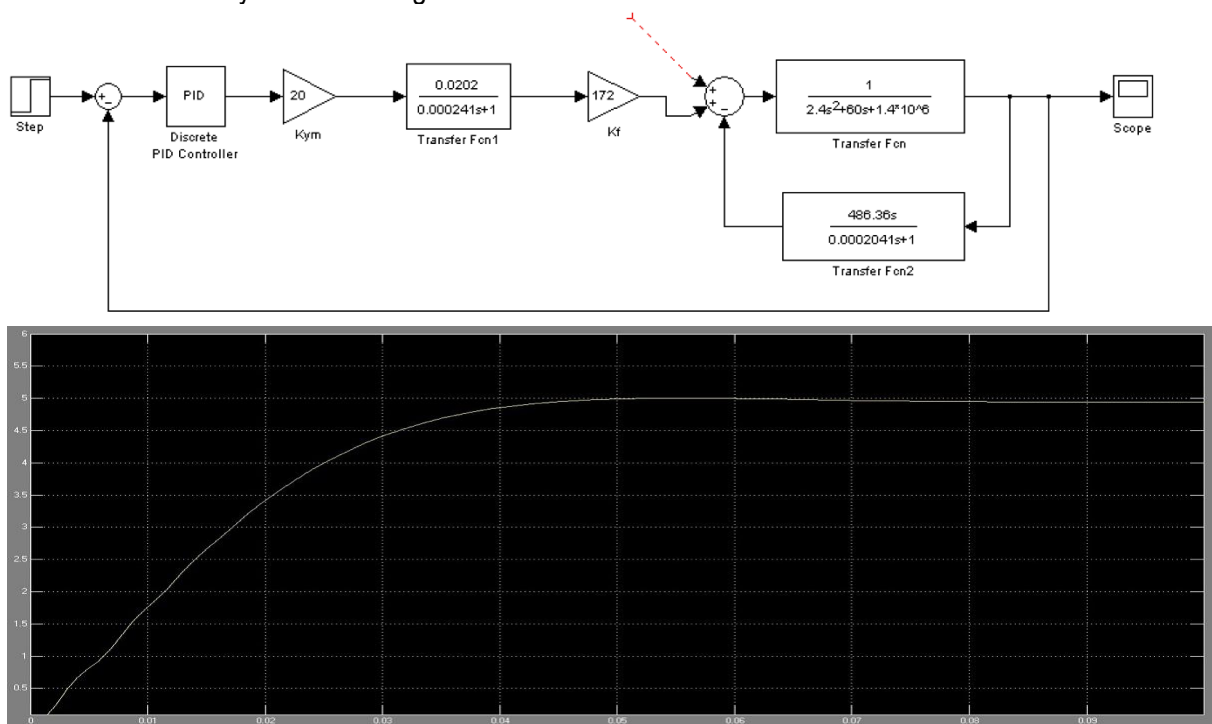 Step
+
−
PID
Discrete
PID Controller
20
Kym
0.0202
0.000241s+1
Transfer Fcn1
172
Kf
+
+
−
1
2.4s²+60s+1.4*10^6
Transfer Fcn
486.36s
0.0002041s+1
Transfer Fcn2
Scope
6
5.5
5
4.5
4
3.5
3
2.5
2
1.5
1
0.5
0
0.01
0.02
0.03
0.04
0.05
0.06
0.07
0.08
0.09